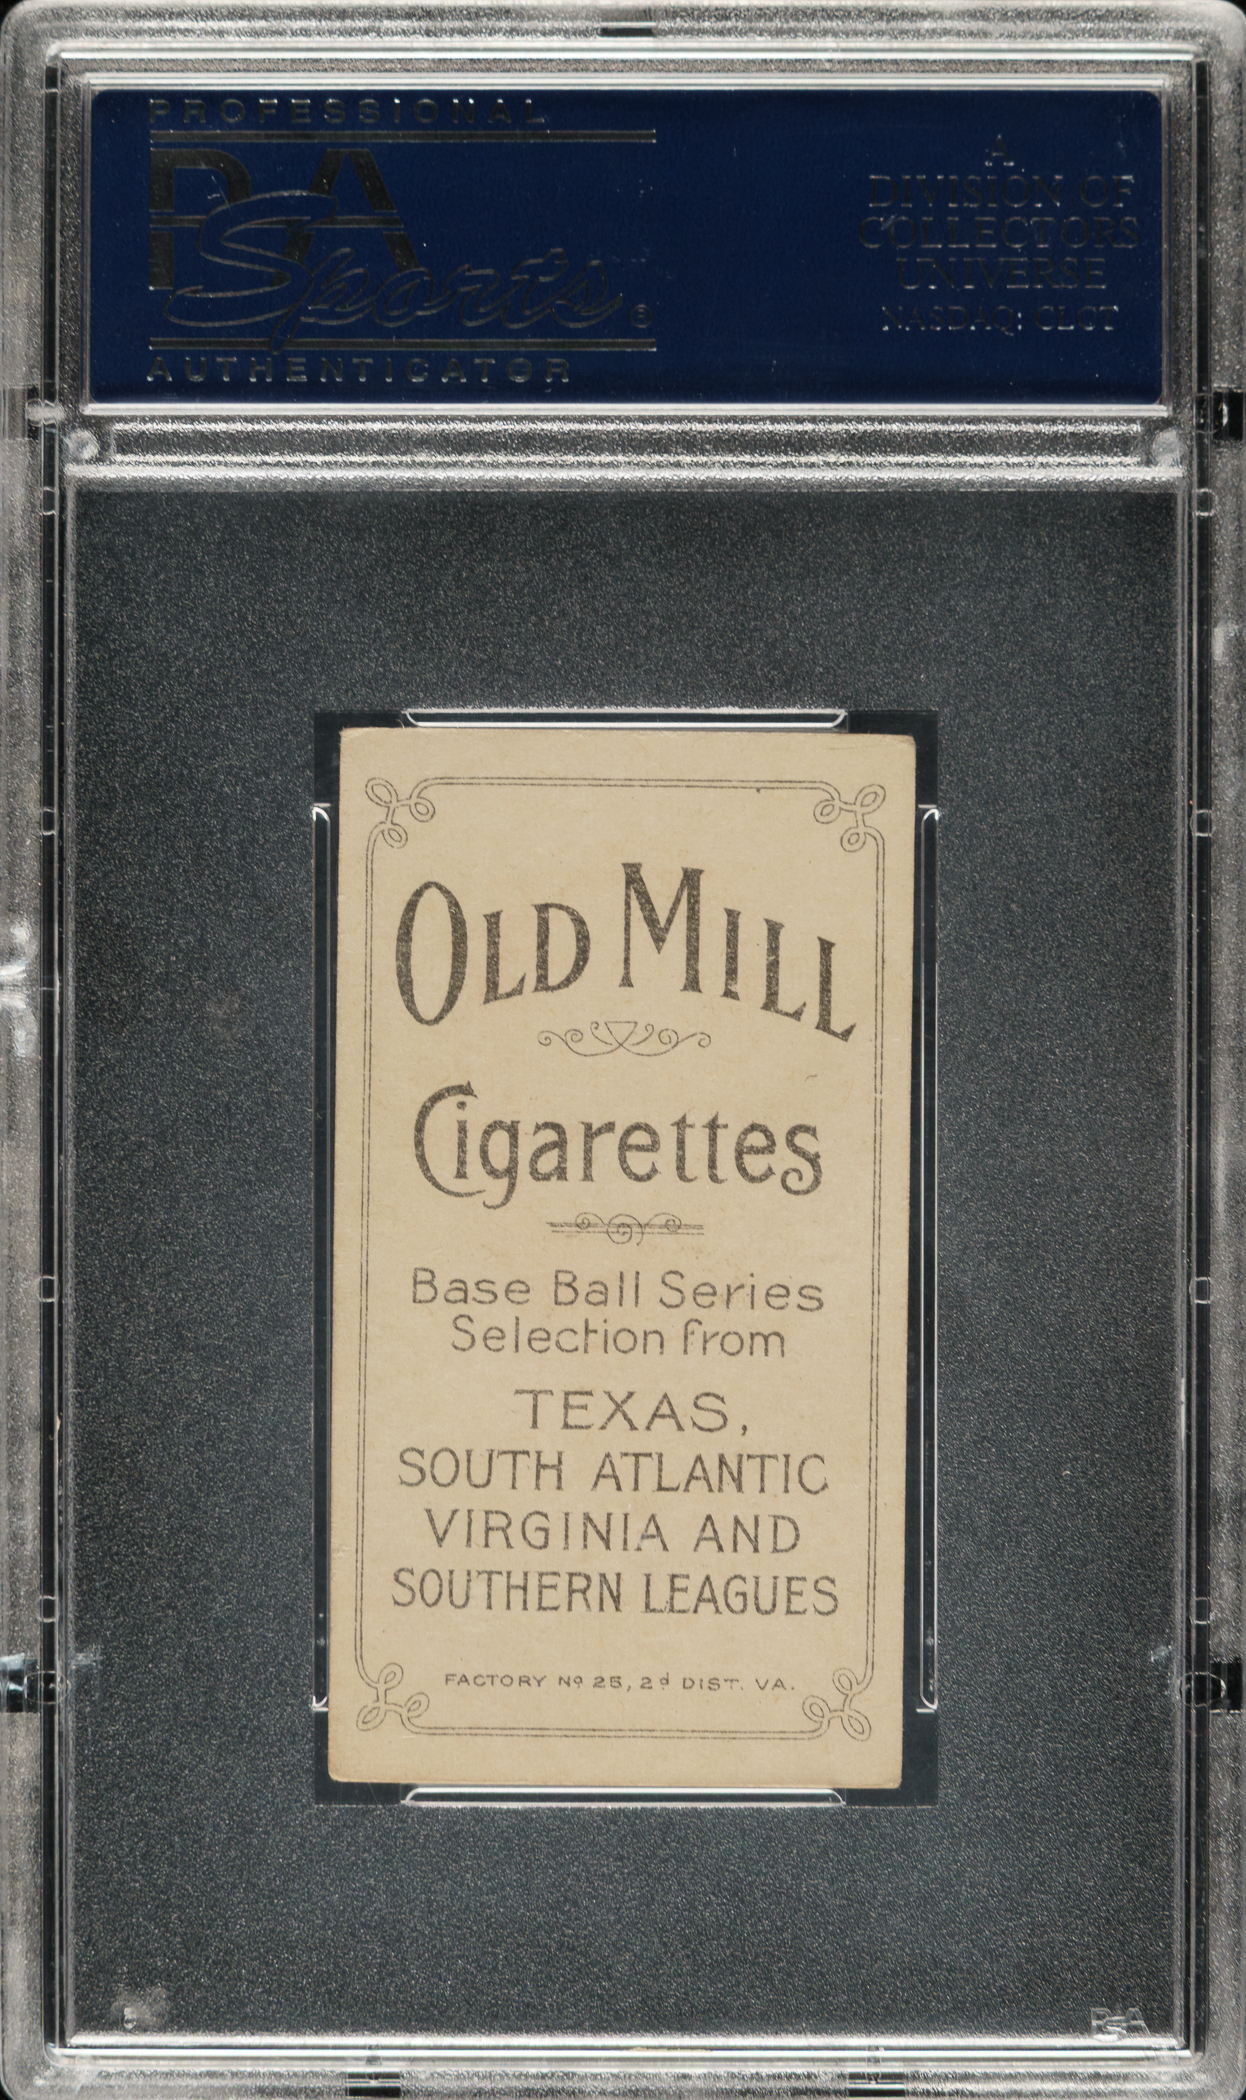 PROFESSIONAL
PSA
Sports®
AUTHENTICATOR
A
DIVISION OF
COLLECTORS
UNIVERSE
NASDAQ: CLCT
OLD MILL
Cigarettes
Base Ball Series
Selection from
TEXAS,
SOUTH ATLANTIC
VIRGINIA AND
SOUTHERN LEAGUES
FACTORY Nº 25, 2d DIST. VA.
PSA